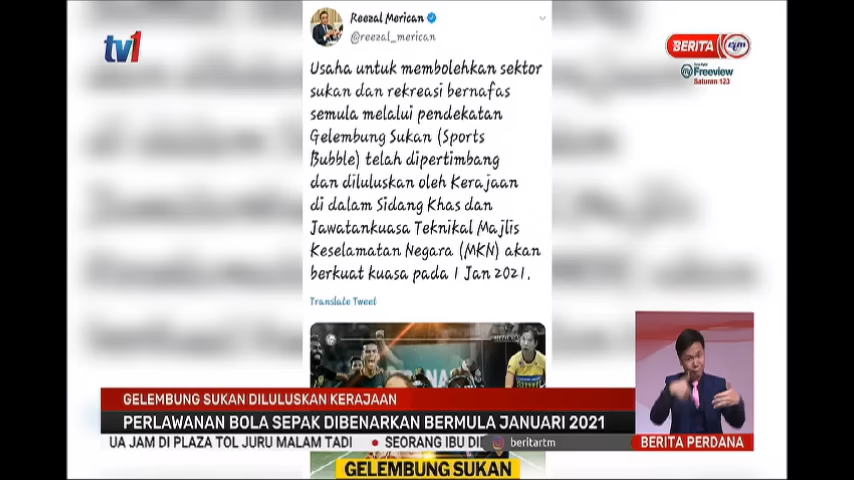 Reezal Merican
@reezal_merican
tv1
BERITA rtm
Freeview
Saluran 123
Usaha untuk membolehkan sektor
sukan dan rekreasi bernafas
semula melalui pendekatan
Gelembung Sukan (Sports
Bubble) telah dipertimbang
dan diluluskan oleh Kerajaan
di dalam Sidang Khas dan
Jawatankuasa Teknikal Majlis
Keselamatan Negara (MKN) akan
berkuat kuasa pada 1 Jan 2021.
Translate Tweet
GELEMBUNG SUKAN DILULUSKAN KERAJAAN
PERLAWANAN BOLA SEPAK DIBENARKAN BERMULA JANUARI 2021
UA JAM DI PLAZA TOL JURU MALAM TADI • SEORANG IBU DI
beritartm
BERITA PERDANA
GELEMBUNG SUKAN